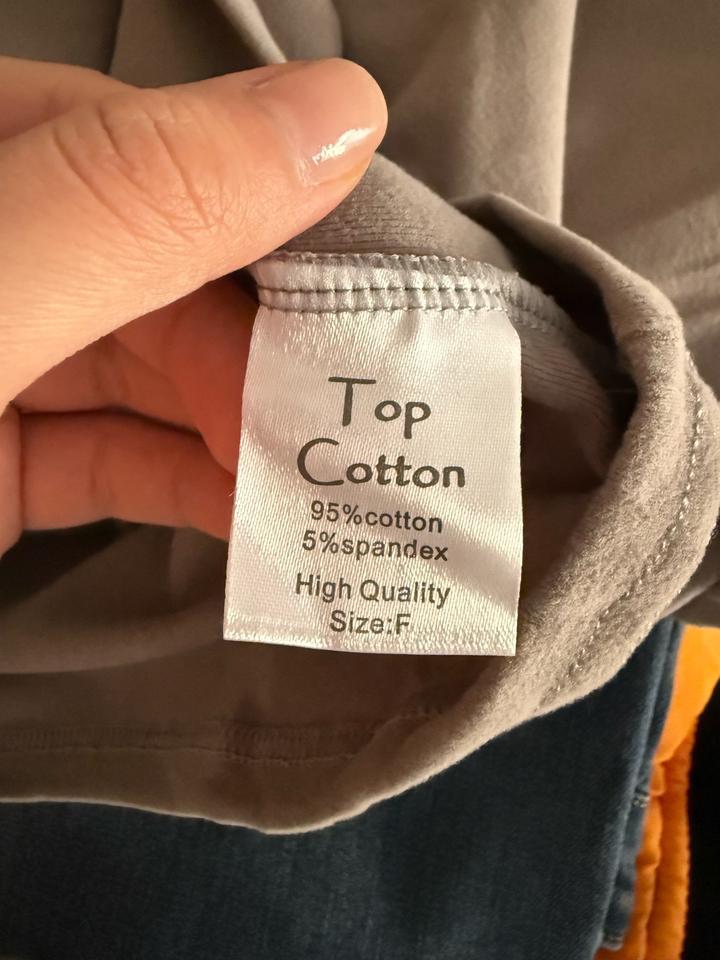 Top
Cotton
95%cotton
5%spandex
High Quality
Size:F